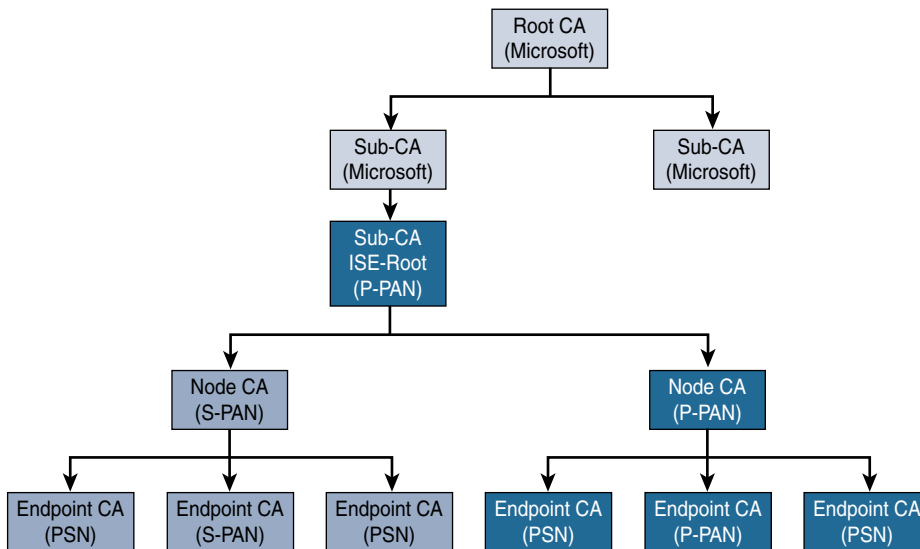 Root CA
(Microsoft)
Sub-CA
(Microsoft)
Sub-CA
(Microsoft)
Sub-CA
ISE-Root
(P-PAN)
Node CA
(S-PAN)
Node CA
(P-PAN)
Endpoint CA
(PSN)
Endpoint CA
(S-PAN)
Endpoint CA
(PSN)
Endpoint CA
(PSN)
Endpoint CA
(P-PAN)
Endpoint CA
(PSN)